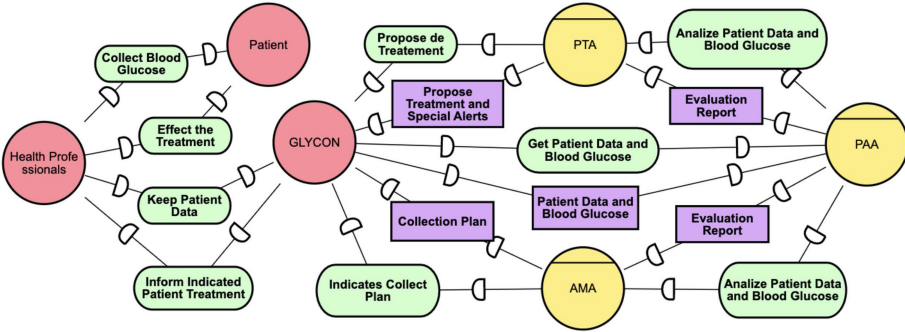 Collect Blood
Glucose
Patient
Effect the
Treatment
Health Profe
ssionals
Keep Patient
Data
Inform Indicated
Patient Treatment
GLYCON
Propose de
Treatement
Propose
Treatment and
Special Alerts
PTA
Analize Patient Data and
Blood Glucose
Evaluation
Report
Get Patient Data and
Blood Glucose
PAA
Patient Data and
Blood Glucose
Collection Plan
Evaluation
Report
Indicates Collect
Plan
AMA
Analize Patient Data
and Blood Glucose